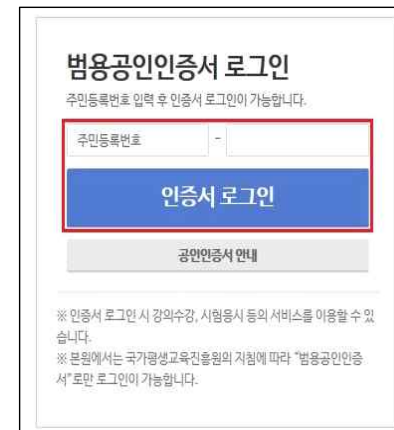 범용공인인증서 로그인
주민등록번호 입력 후 인증서 로그인이 가능합니다.
주민등록번호 -
인증서 로그인
공인인증서 안내
※ 인증서 로그인 시 강의수강, 시험응시 등의 서비스를 이용할 수 있
습니다.
※ 본원에서는 국가평생교육진흥원의 지침에 따라 "범용공인인증
서"로만 로그인이 가능합니다.